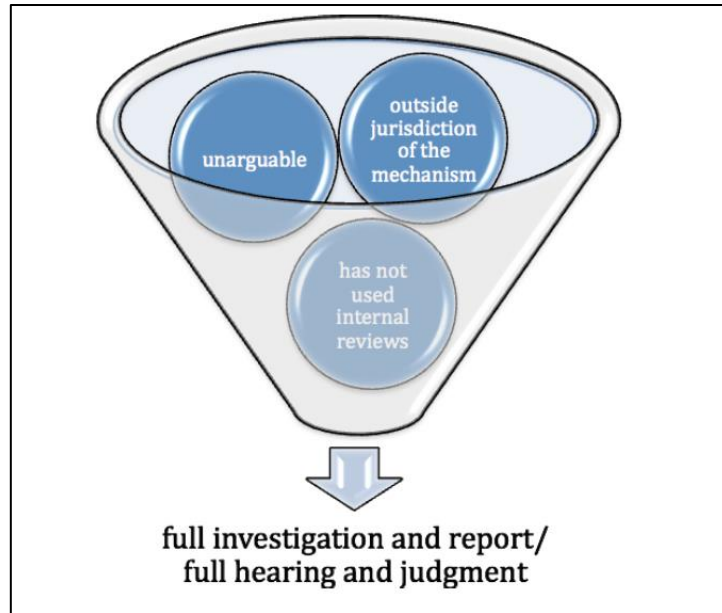 unarguable
outside
jurisdiction
of the
mechanism
has not
used
internal
reviews
full investigation and report/
full hearing and judgment